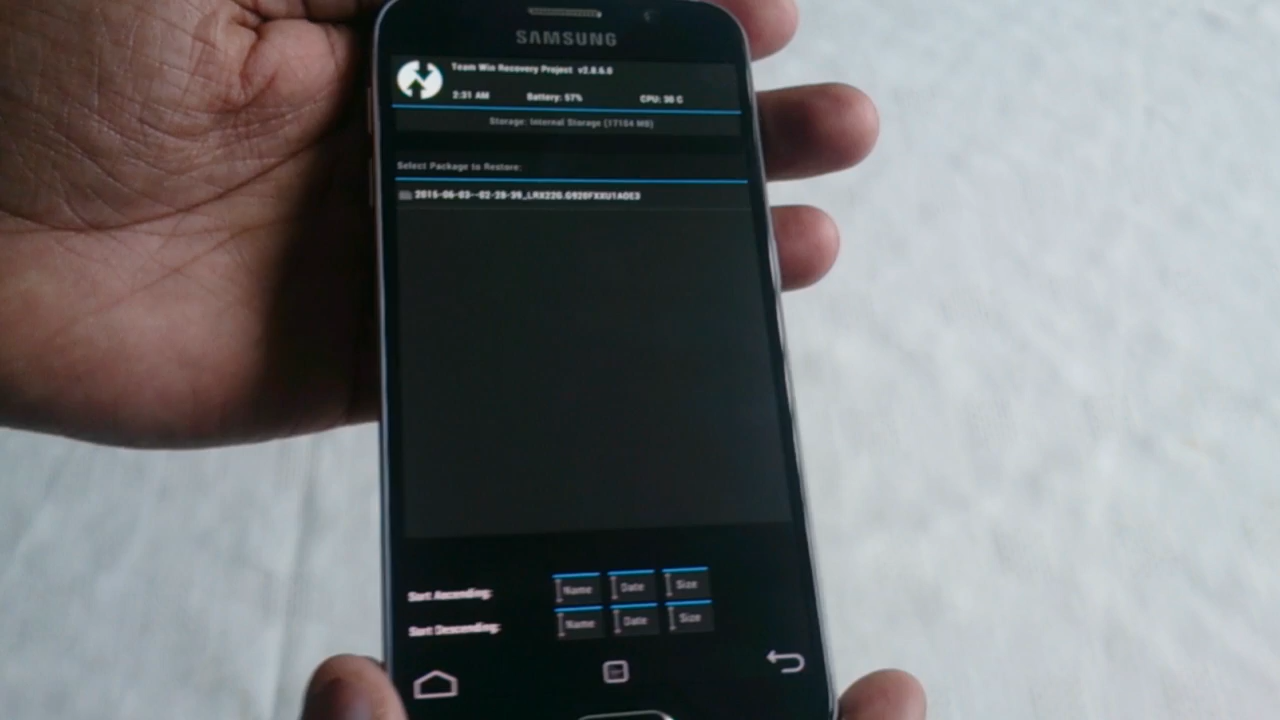 SAMSUNG
Team Win Recovery Project v2.8.6.0
2:31 AM Battery: 57% CPU: 30 C
Storage: Internal Storage (17104 MB)
Select Package to Restore:
2015-06-03--02-28-39_LRX22G.G920FXXU1AOE3
Sort Ascending: Name Date Size
Sort Descending: Name Date Size